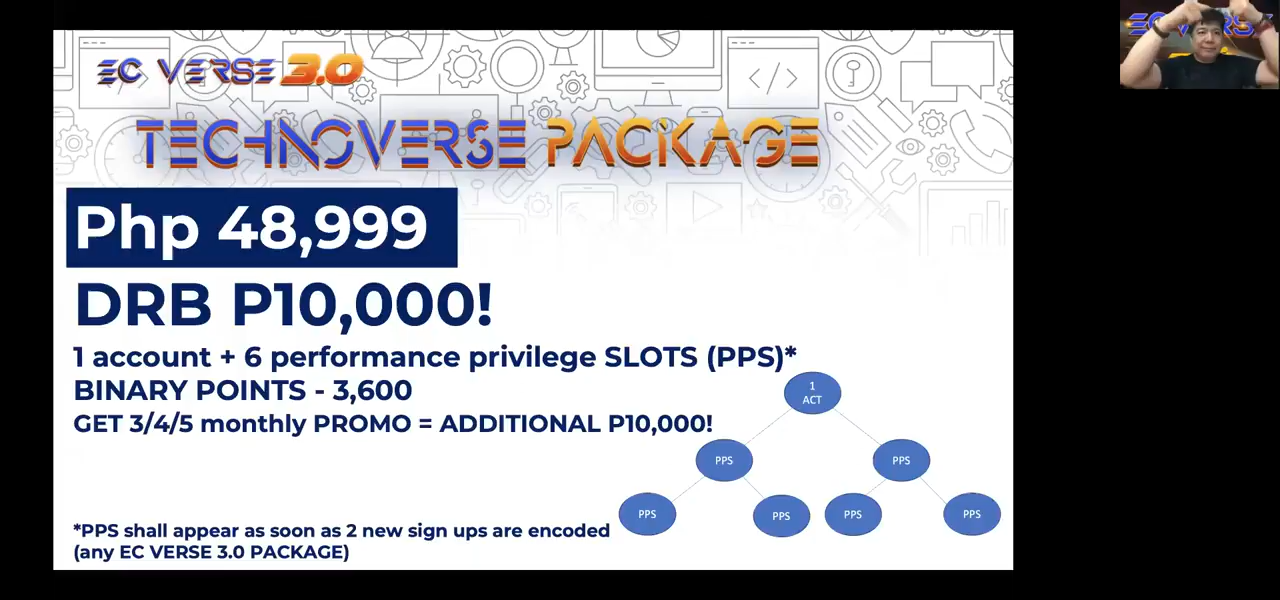 EC VERSE 3.0
TECHNOVERSE PACKAGE
Php 48,999
DRB P10,000!
1 account + 6 performance privilege SLOTS (PPS)*
BINARY POINTS - 3,600
GET 3/4/5 monthly PROMO = ADDITIONAL P10,000!
1
ACT
PPS PPS
PPS PPS PPS PPS
*PPS shall appear as soon as 2 new sign ups are encoded
(any EC VERSE 3.0 PACKAGE)